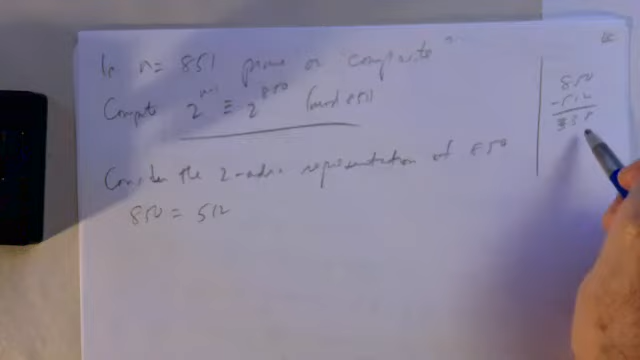 Is n = 851 prime or composite?
Compute 2^{n-1} ≡ 2^{850} (mod 851)
Consider the 2-adic representation of 850
850 = 512
850
-512
338